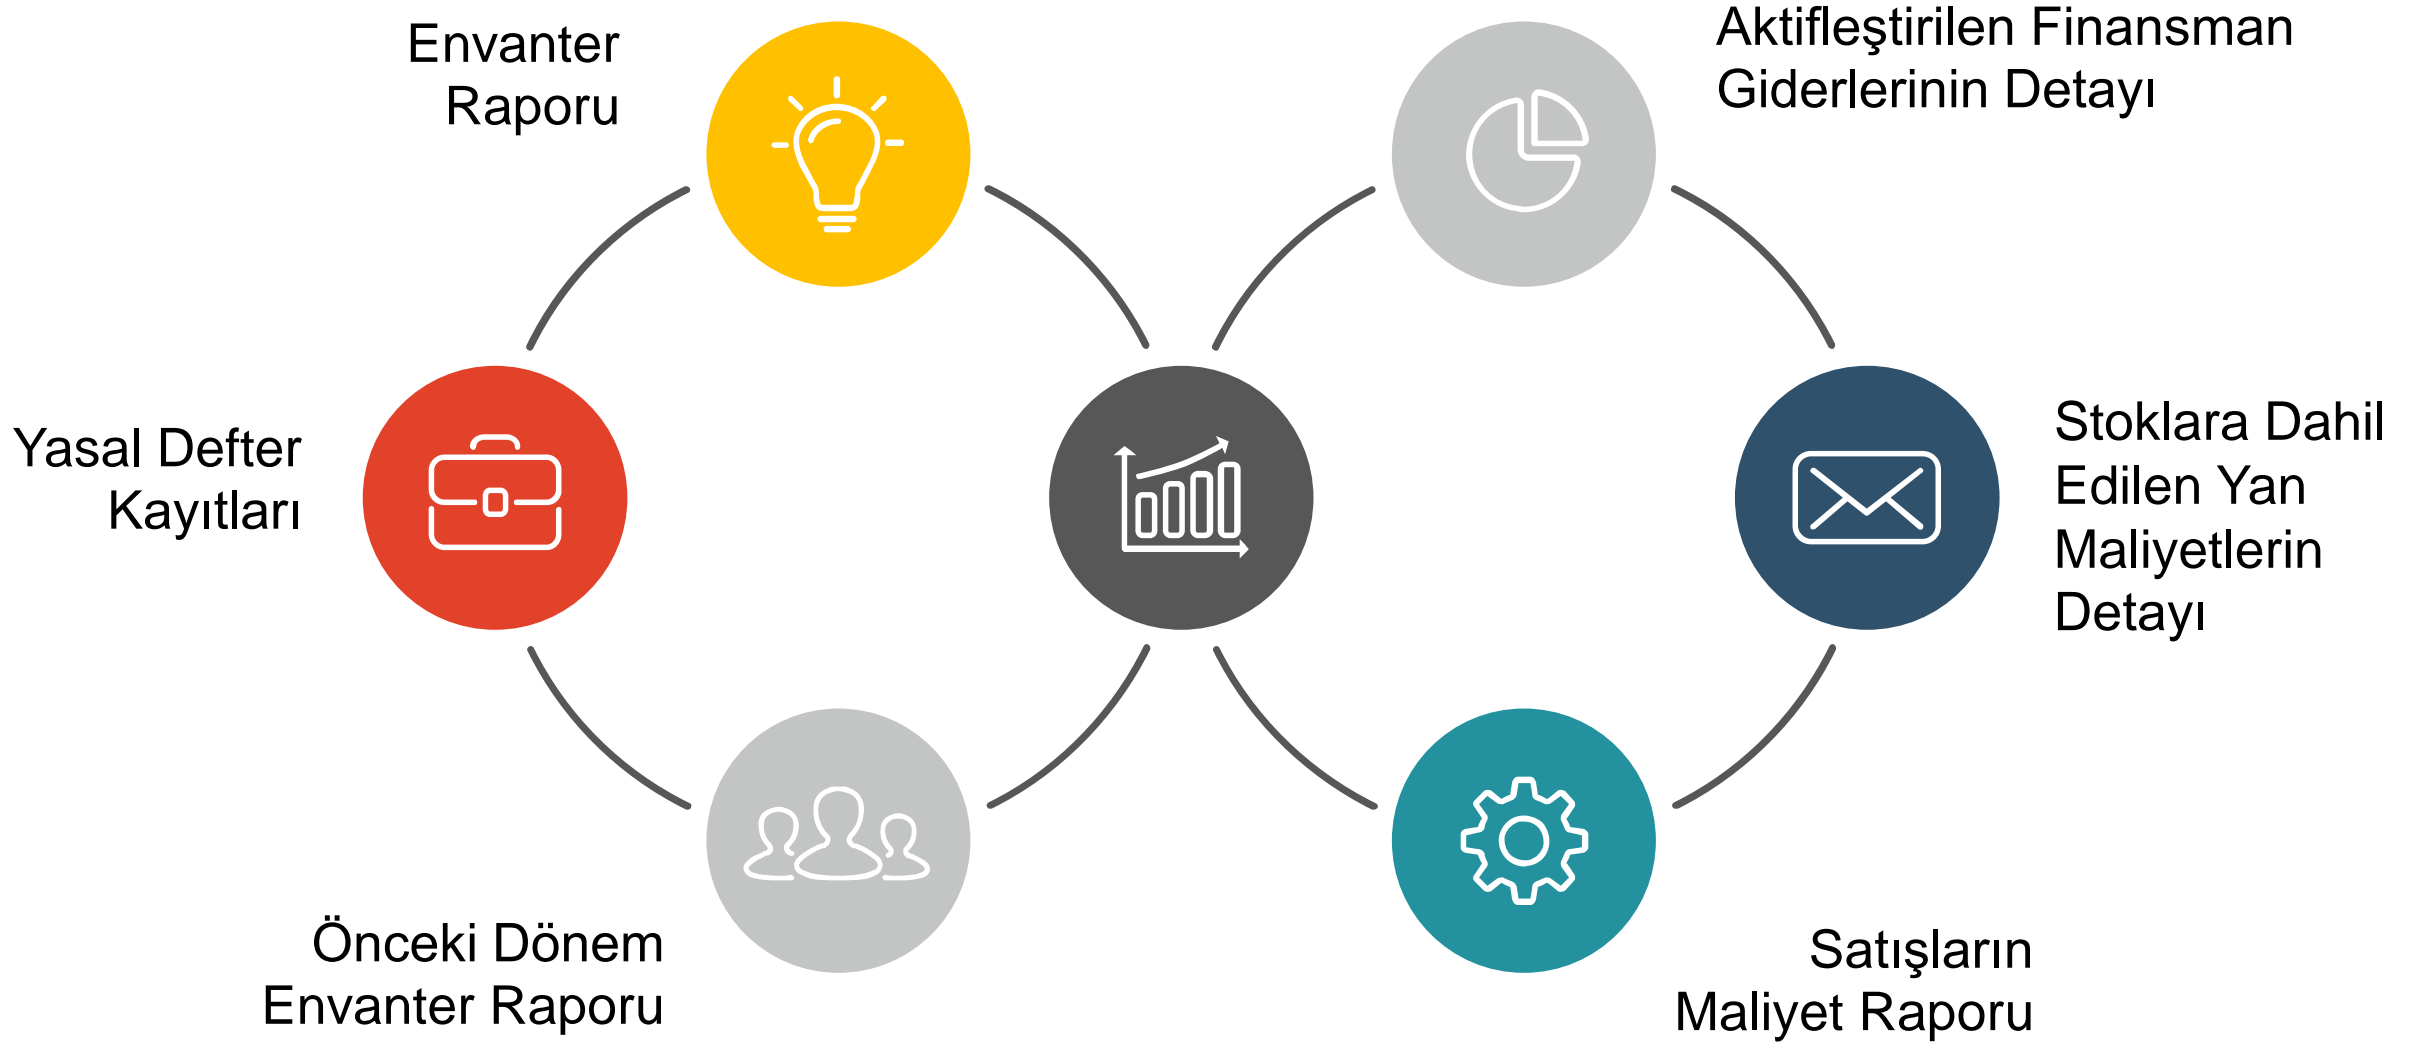 Envanter
Raporu
Aktifleştirilen Finansman
Giderlerinin Detayı
Yasal Defter
Kayıtları
Stoklara Dahil
Edilen Yan
Maliyetlerin
Detayı
Önceki Dönem
Envanter Raporu
Satışların
Maliyet Raporu